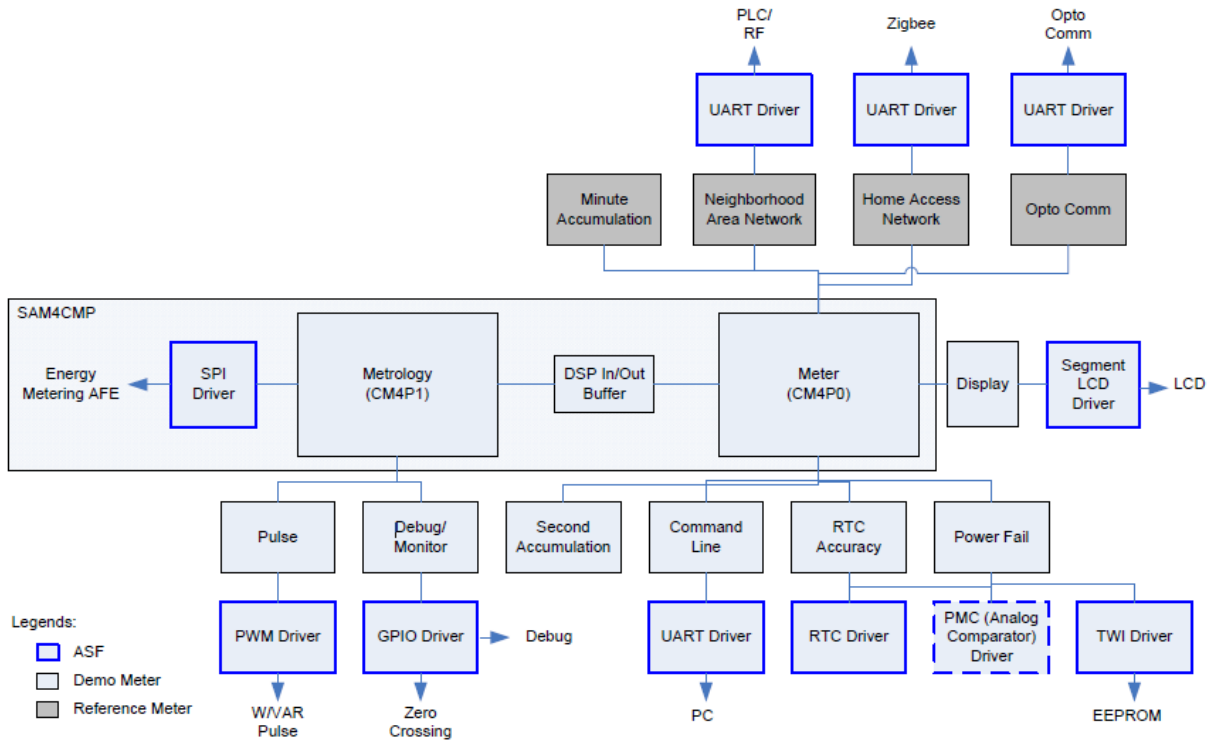 PLC/
RF
Zigbee
Opto
Comm
UART Driver
UART Driver
UART Driver
Minute
Accumulation
Neighborhood
Area Network
Home Access
Network
Opto Comm
SAM4CMP
Energy
Metering AFE
SPI
Driver
Metrology
(CM4P1)
DSP In/Out
Buffer
Meter
(CM4P0)
Display
Segment
LCD
Driver
LCD
Pulse
Debug/
Monitor
Second
Accumulation
Command
Line
RTC
Accuracy
Power Fail
Legends:
ASF
Demo Meter
Reference Meter
PWM Driver
GPIO Driver
Debug
UART Driver
RTC Driver
PMC (Analog
Comparator)
Driver
TWI Driver
W/VAR
Pulse
Zero
Crossing
PC
EEPROM